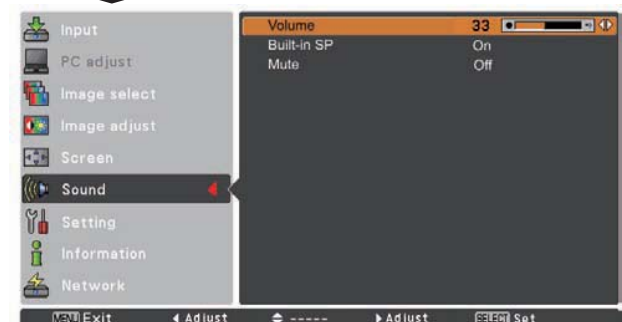 Input
PC adjust
Image select
Image adjust
Screen
Sound
Setting
Information
Network
Volume 33
Built-in SP On
Mute Off
MENU Exit ◀ Adjust ----- ▶ Adjust SELECT Set